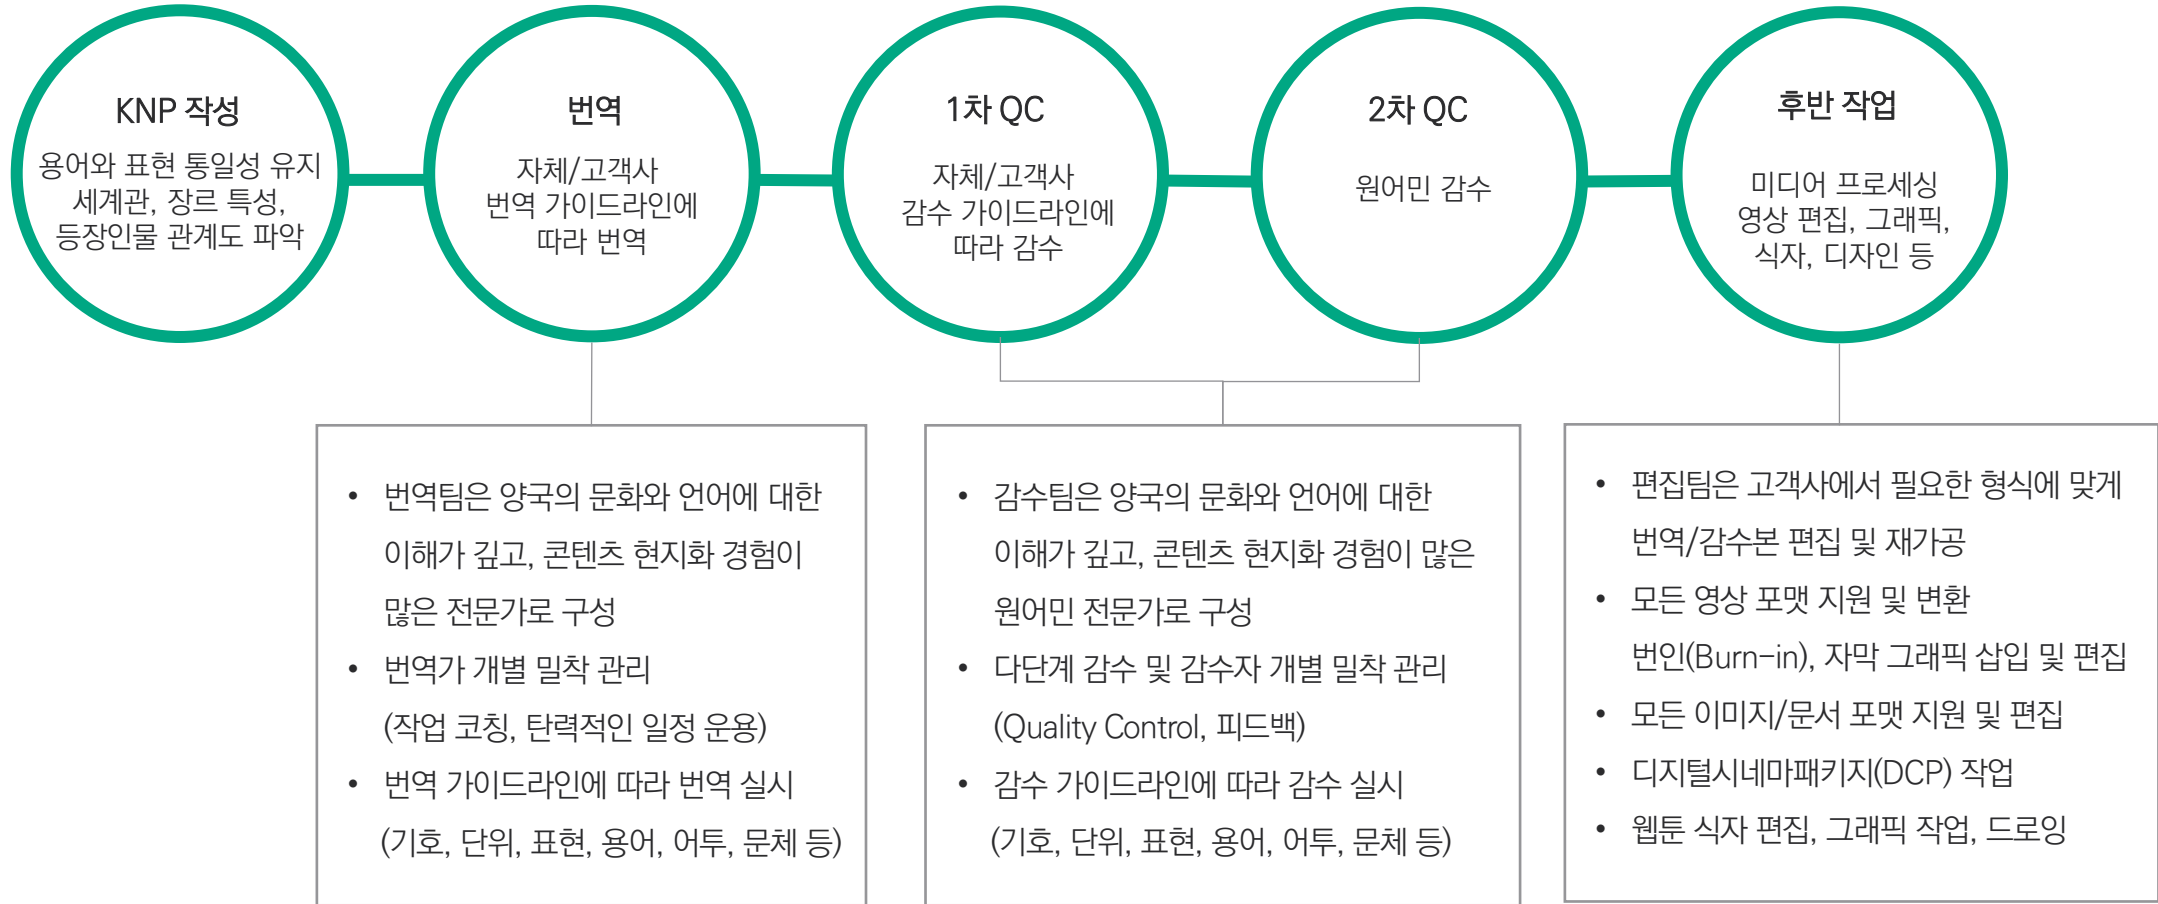 KNP 작성
용어와 표현 통일성 유지
세계관, 장르 특성,
등장인물 관계도 파악
번역
자체/고객사
번역 가이드라인에
따라 번역
1차 QC
자체/고객사
감수 가이드라인에
따라 감수
2차 QC
원어민 감수
후반 작업
미디어 프로세싱
영상 편집, 그래픽,
식자, 디자인 등
• 번역팀은 양국의 문화와 언어에 대한
이해가 깊고, 콘텐츠 현지화 경험이
많은 전문가로 구성
• 번역가 개별 밀착 관리
(작업 코칭, 탄력적인 일정 운용)
• 번역 가이드라인에 따라 번역 실시
(기호, 단위, 표현, 용어, 어투, 문체 등)
• 감수팀은 양국의 문화와 언어에 대한
이해가 깊고, 콘텐츠 현지화 경험이 많은
원어민 전문가로 구성
• 다단계 감수 및 감수자 개별 밀착 관리
(Quality Control, 피드백)
• 감수 가이드라인에 따라 감수 실시
(기호, 단위, 표현, 용어, 어투, 문체 등)
• 편집팀은 고객사에서 필요한 형식에 맞게
번역/감수본 편집 및 재가공
• 모든 영상 포맷 지원 및 변환
번인(Burn-in), 자막 그래픽 삽입 및 편집
• 모든 이미지/문서 포맷 지원 및 편집
• 디지털시네마패키지(DCP) 작업
• 웹툰 식자 편집, 그래픽 작업, 드로잉